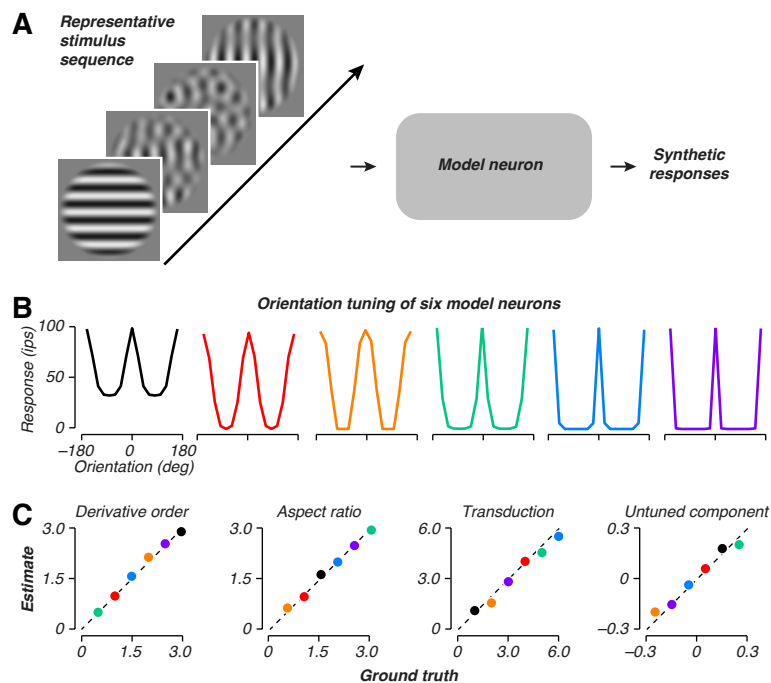 A
Representative
stimulus
sequence
Model neuron
Synthetic
responses
B
Orientation tuning of six model neurons
Response (ips)
100
50
0
−180
0
180
Orientation (deg)
C
Derivative order
Aspect ratio
Transduction
Untuned component
Estimate
3.0
1.5
0
0
1.5
3.0
3.0
1.5
0
0
1.5
3.0
6.0
3.0
0
0
3.0
6.0
0.3
0
−0.3
−0.3
0
0.3
Ground truth